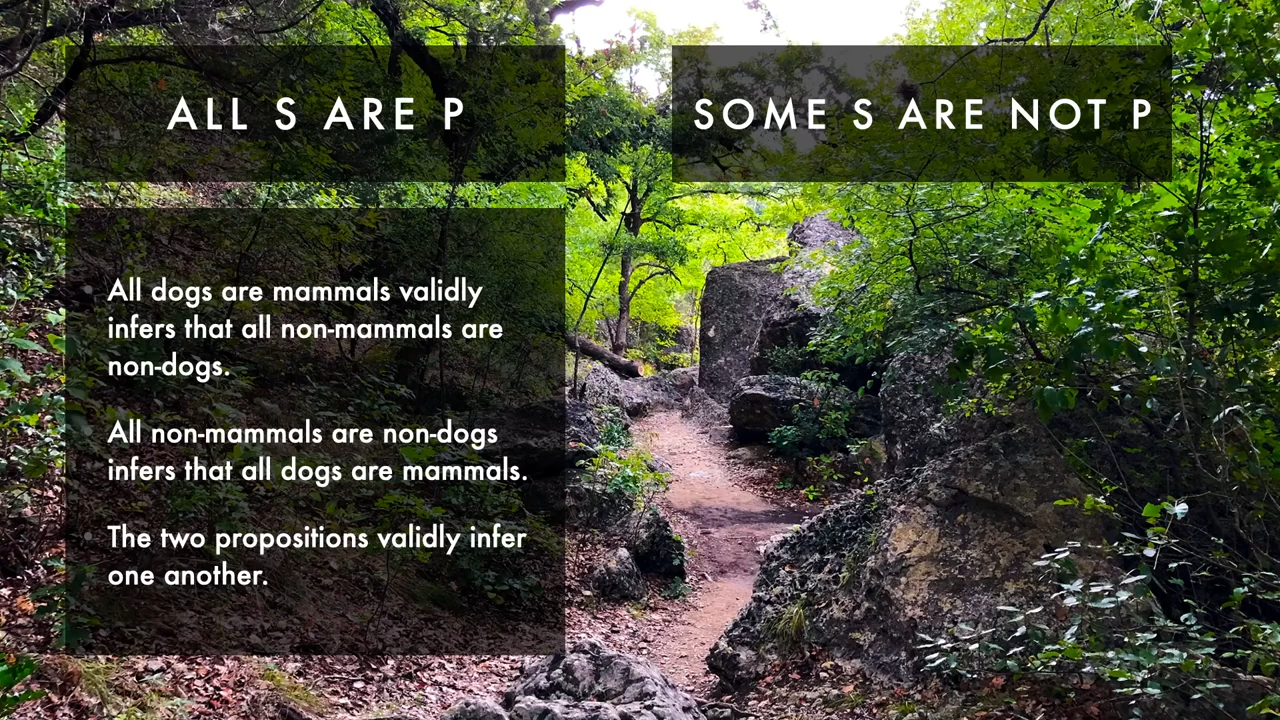 ALL S ARE P
SOME S ARE NOT P
All dogs are mammals validly
infers that all non-mammals are
non-dogs.
All non-mammals are non-dogs
infers that all dogs are mammals.
The two propositions validly infer
one another.